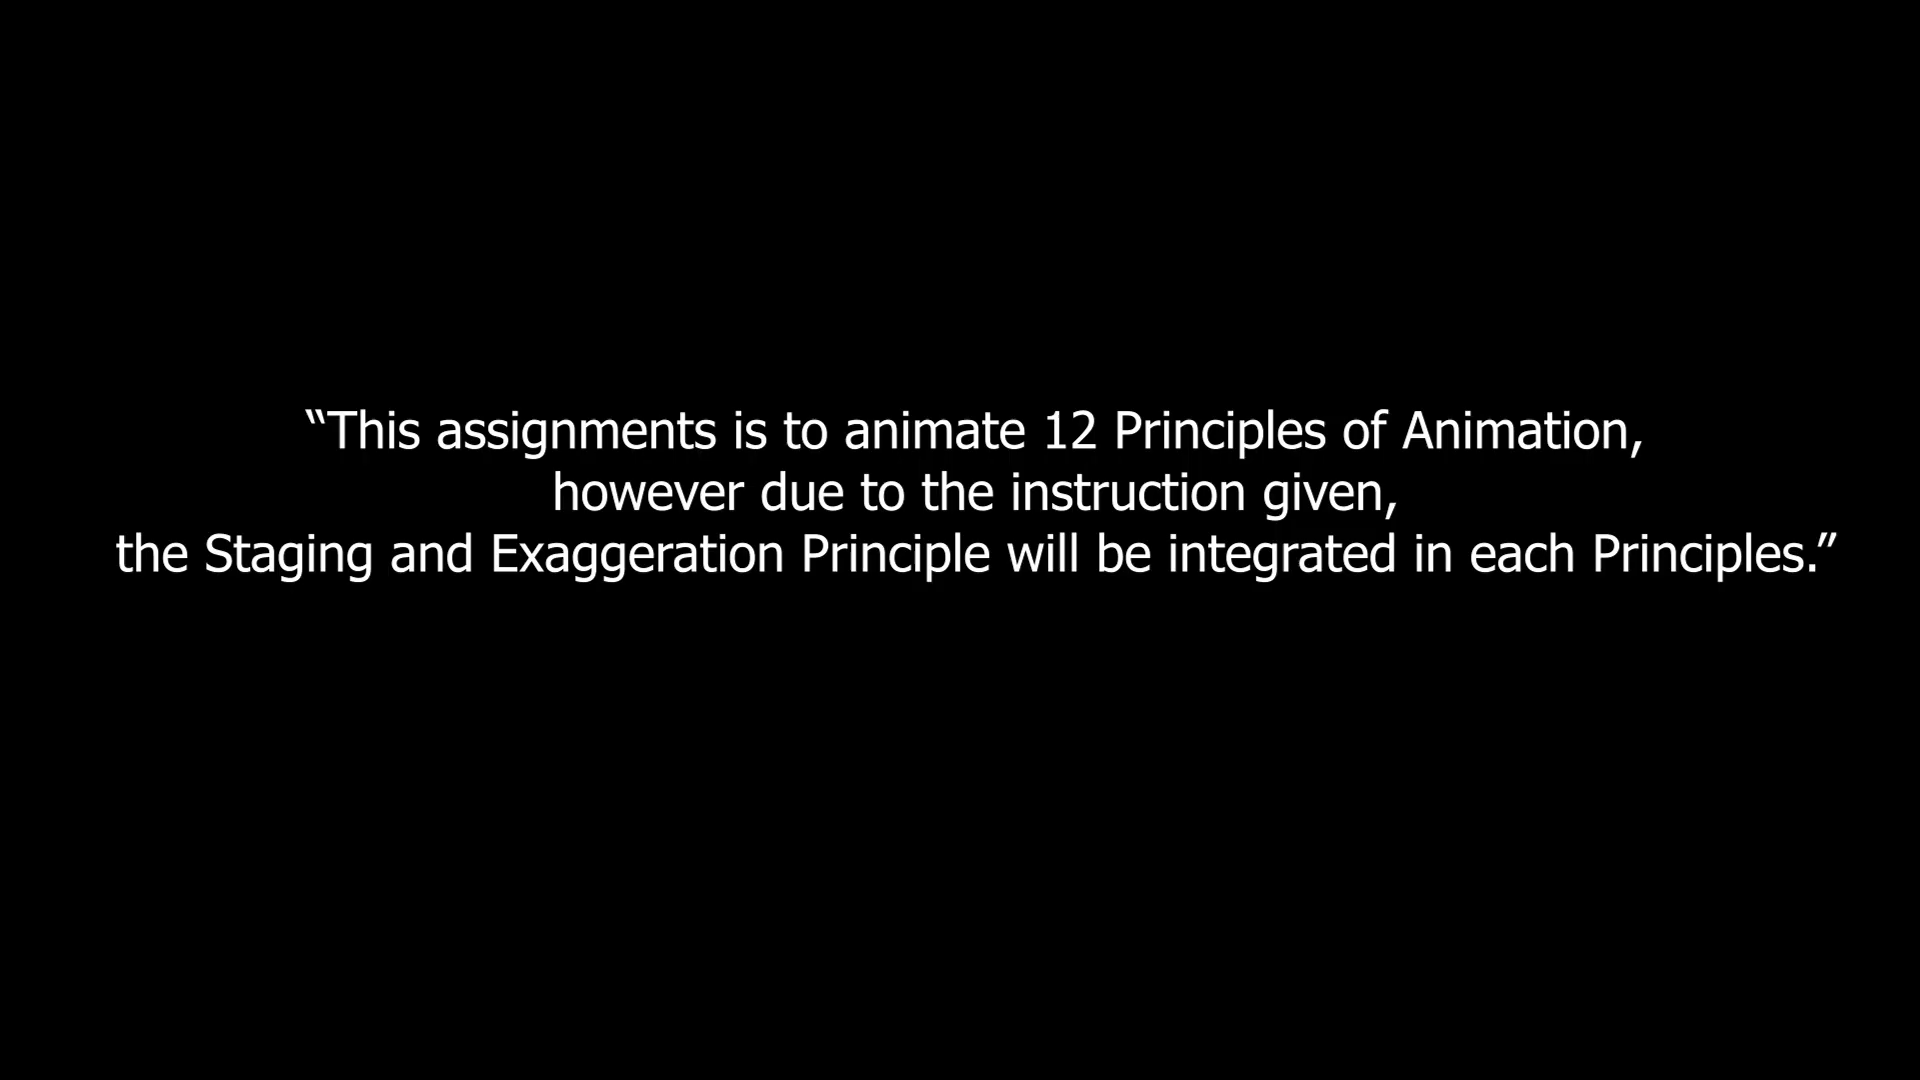 “This assignments is to animate 12 Principles of Animation,
however due to the instruction given,
the Staging and Exaggeration Principle will be integrated in each Principles.”